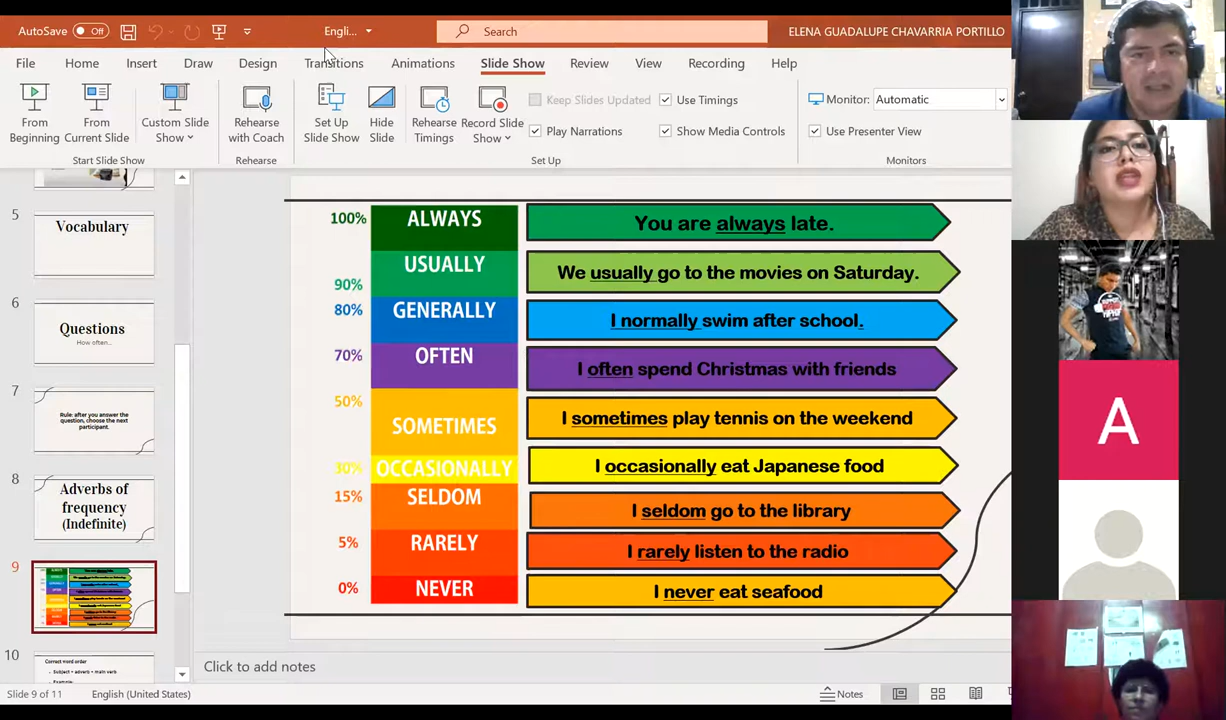 AutoSave Off Engli... Search ELENA GUADALUPE CHAVARRIA PORTILLO
File Home Insert Draw Design Transitions Animations Slide Show Review View Recording Help
From Beginning
From Current Slide
Custom Slide Show
Rehearse with Coach
Set Up Slide Show
Hide Slide
Rehearse Timings
Record Slide Show
Keep Slides Updated
Use Timings
Play Narrations
Show Media Controls
Monitor: Automatic
Use Presenter View
Start Slide Show
Rehearse
Set Up
Monitors
5
Vocabulary
6
Questions
How often...
7
Rule: after you answer the
question, choose the next
participant.
8
Adverbs of
frequency
(Indefinite)
9
10
Correct word order
Subject + adverb + main verb
Example:
100% ALWAYS You are always late.
90% USUALLY We usually go to the movies on Saturday.
80% GENERALLY I normally swim after school.
70% OFTEN I often spend Christmas with friends
50% SOMETIMES I sometimes play tennis on the weekend
30% OCCASIONALLY I occasionally eat Japanese food
15% SELDOM I seldom go to the library
5% RARELY I rarely listen to the radio
0% NEVER I never eat seafood
Click to add notes
Slide 9 of 11 English (United States) Notes
A